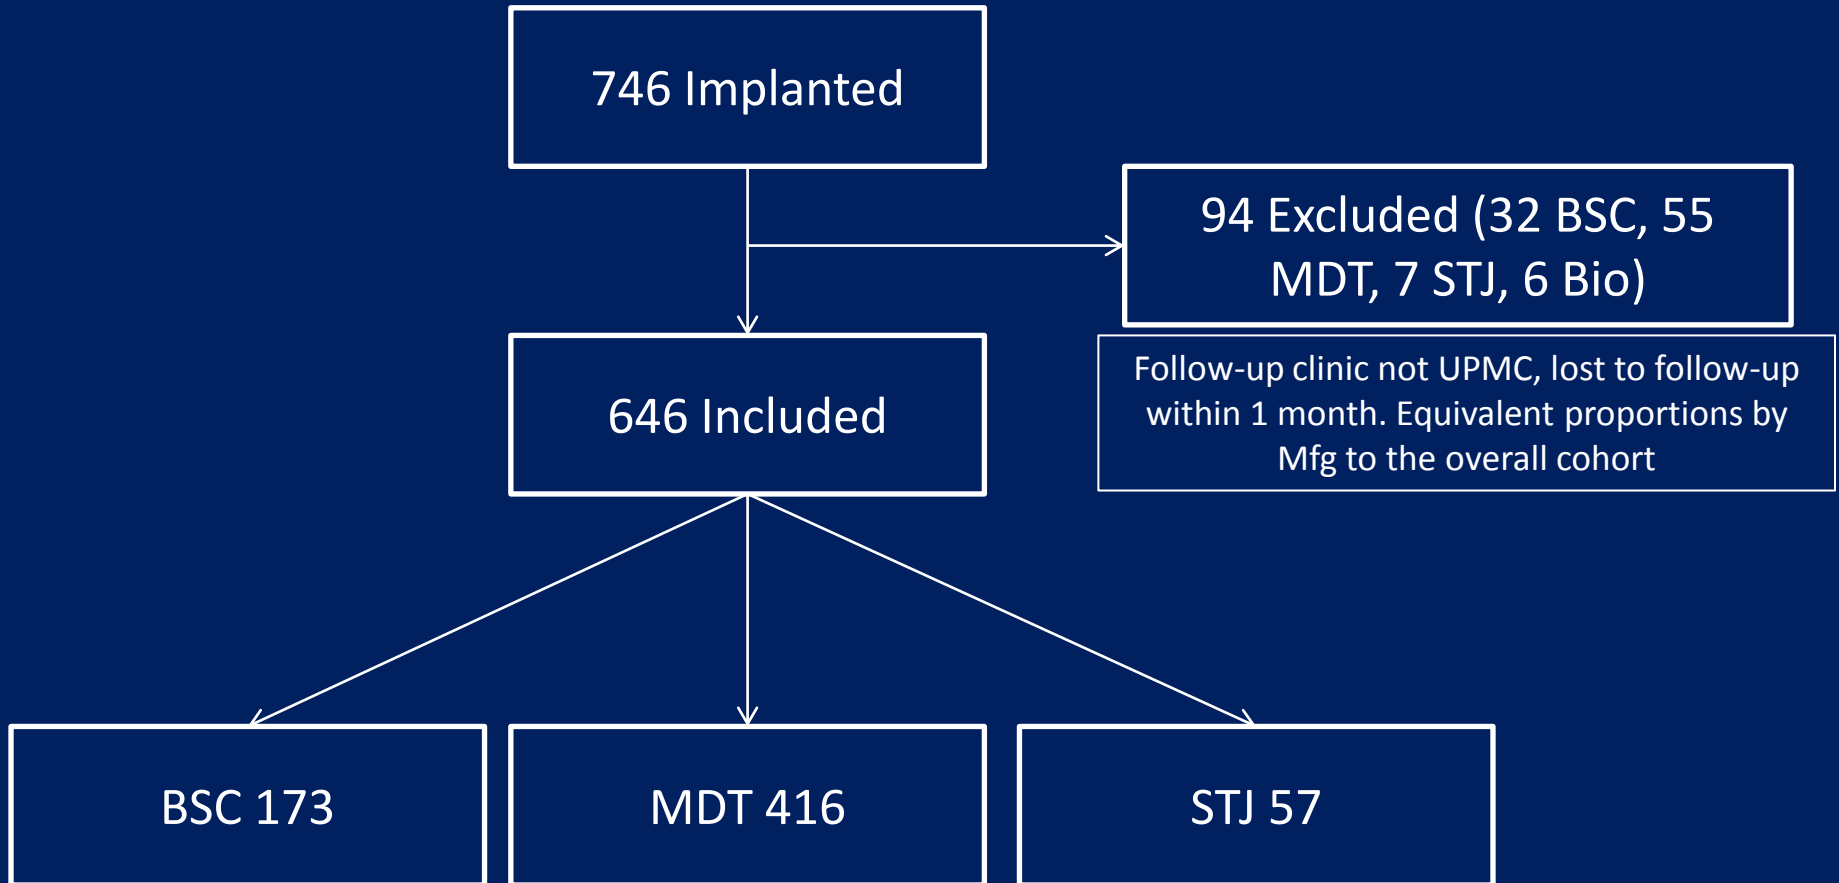 746 Implanted
94 Excluded (32 BSC, 55
MDT, 7 STJ, 6 Bio)
Follow-up clinic not UPMC, lost to follow-up
within 1 month. Equivalent proportions by
Mfg to the overall cohort
646 Included
BSC 173
MDT 416
STJ 57